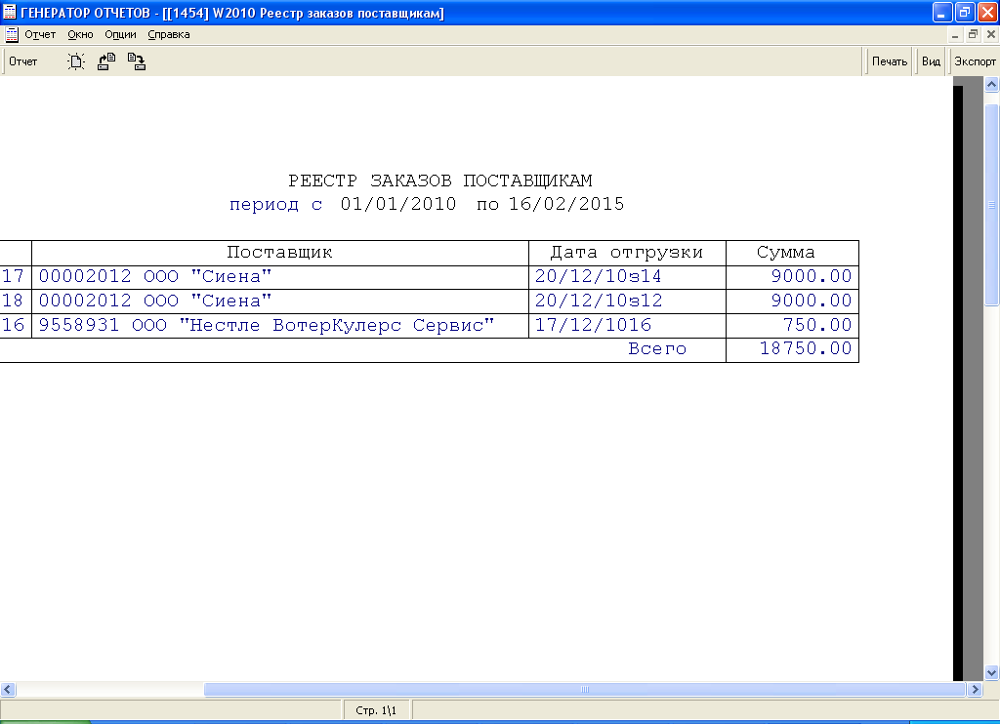 ГЕНЕРАТОР ОТЧЕТОВ - [[1454] W2010 Реестр заказов поставщикам]
Отчет Окно Опции Справка
Отчет Печать Вид Экспорт
РЕЕСТР ЗАКАЗОВ ПОСТАВЩИКАМ
период с 01/01/2010 по 16/02/2015
Поставщик Дата отгрузки Сумма
17 00002012 ООО "Сиена" 20/12/10з14 9000.00
18 00002012 ООО "Сиена" 20/12/10з12 9000.00
16 9558931 ООО "Нестле ВотерКулерс Сервис" 17/12/1016 750.00
Всего 18750.00
Стр. 1\1